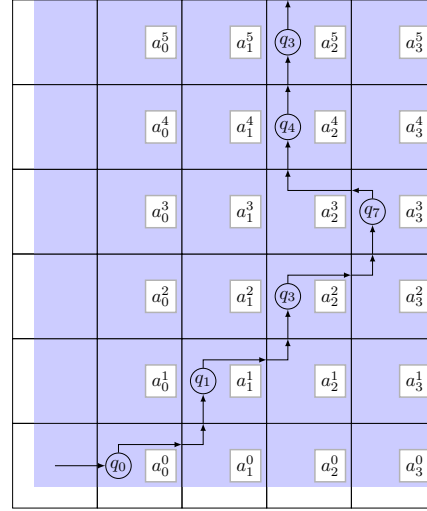 a_0^5 a_1^5 q_3 a_2^5 a_3^5
a_0^4 a_1^4 q_4 a_2^4 a_3^4
a_0^3 a_1^3 a_2^3 q_7 a_3^3
a_0^2 a_1^2 q_3 a_2^2 a_3^2
a_0^1 q_1 a_1^1 a_2^1 a_3^1
q_0 a_0^0 a_1^0 a_2^0 a_3^0